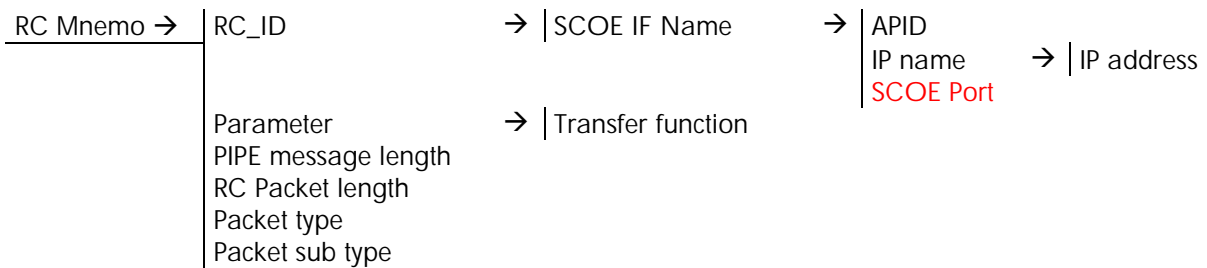 RC Mnemo → RC_ID → SCOE IF Name → APID
IP name → IP address
SCOE Port
Parameter → Transfer function
PIPE message length
RC Packet length
Packet type
Packet sub type